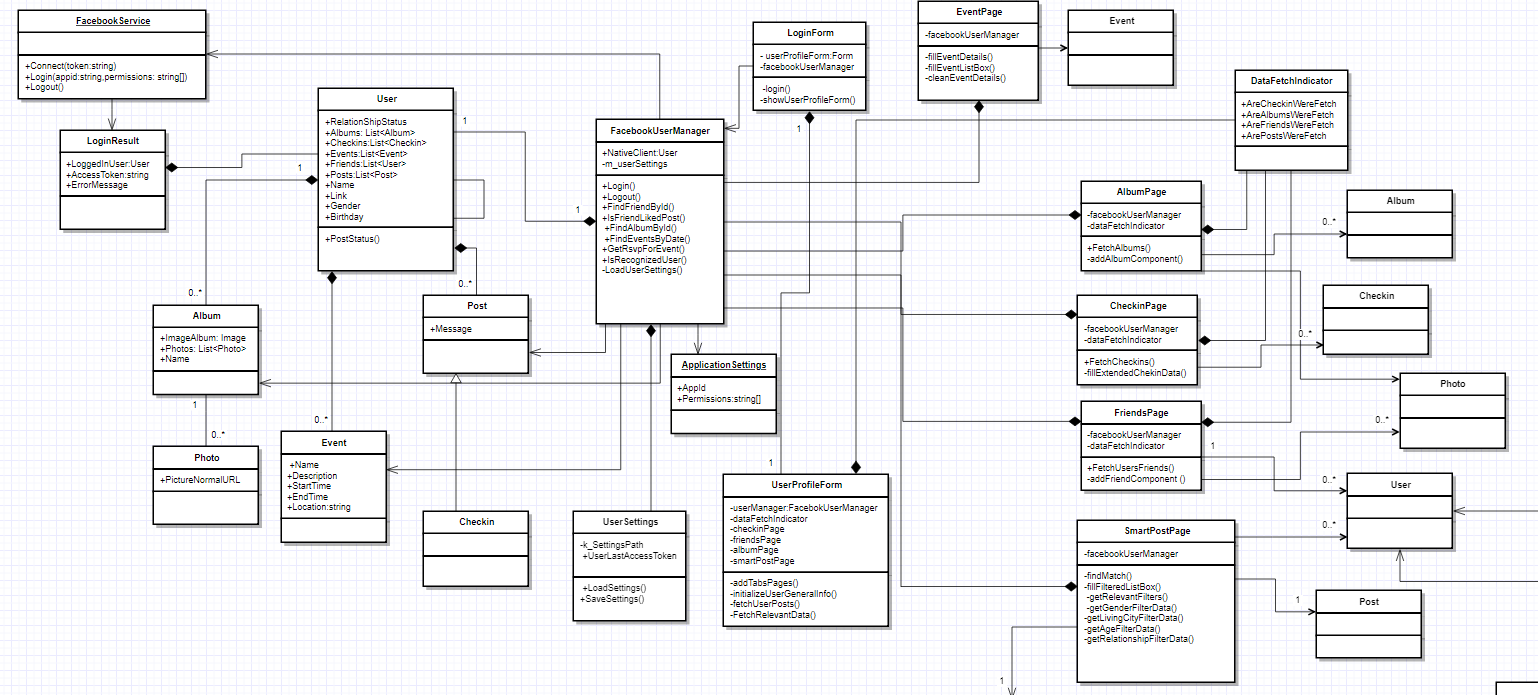 FacebookService
+Connect(token:string)
+Login(appid:string,permissions: string[])
+Logout()
LoginResult
+LoggedInUser:User
+AccessToken:string
+ErrorMessage
User
+RelationShipStatus
+Albums: List<Album>
+Checkins:List<Checkin>
+Events:List<Event>
+Friends:List<User>
+Posts:List<Post>
+Name
+Link
+Gender
+Birthday
+PostStatus()
1
1
1
0..*
0..*
0..*
Album
+ImageAlbum: Image
+Photos: List<Photo>
+Name
1
0..*
Photo
+PictureNormalURL
Event
+Name
+Description
+StartTime
+EndTime
+Location:string
Post
+Message
Checkin
FacebookUserManager
+NativeClient:User
-m_userSettings
+Login()
+Logout()
+FindFriendById()
+IsFriendLikedPost()
+FindAlbumById()
+FindEventsByDate()
+GetRsvpForEvent()
+IsRecognizedUser()
-LoadUserSettings()
ApplicationSettings
+AppId
+Permissions:string[]
UserSettings
-k_SettingsPath
+UserLastAccessToken
+LoadSettings()
+SaveSettings()
LoginForm
- userProfileForm:Form
-facebookUserManager
-login()
-showUserProfileForm()
1
1
UserProfileForm
-userManager:FacebokUserManager
-dataFetchIndicator
-checkinPage
-friendsPage
-albumPage
-smartPostPage
-addTabsPages()
-initializeUserGeneralInfo()
-fetchUserPosts()
-FetchRelevantData()
EventPage
-facebookUserManager
-fillEventDetails()
-fillEventListBox()
-cleanEventDetails()
Event
DataFetchIndicator
+AreCheckinWereFetch
+AreAlbumsWereFetch
+AreFriendsWereFetch
+ArePostsWereFetch
AlbumPage
-facebookUserManager
-dataFetchIndicator
+FetchAlbums()
-addAlbumComponent()
0..*
Album
CheckinPage
-facebookUserManager
-dataFetchIndicator
+FetchCheckins()
-fillExtendedChekinData()
0..*
Checkin
FriendsPage
-facebookUserManager
-dataFetchIndicator
+FetchUsersFriends()
-addFriendComponent ()
1
0..*
Photo
0..*
0..*
User
SmartPostPage
-facebookUserManager
-findMatch()
-fillFilteredListBox()
-getRelevantFilters()
-getGenderFilterData()
-getLivingCityFilterData()
-getAgeFilterData()
-getRelationshipFilterData()
1
Post
1